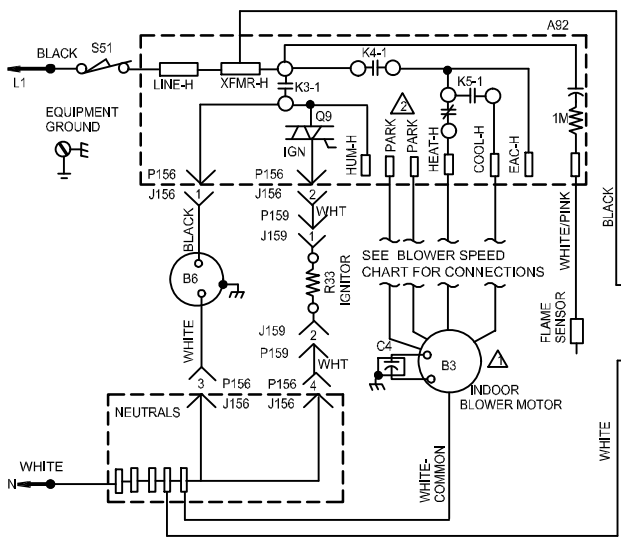 A92
BLACK
S51
K4-1
L1
LINE-H
XFMR-H
K3-1
K5-1
EQUIPMENT
GROUND
Q9
IGN
2
1M
HUM-H
PARK
PARK
HEAT-H
COOL-H
EAC-H
P156
P156
J156
1
J156
2
P159
WHT
J159
1
BLACK
WHITE/PINK
BLACK
SEE BLOWER SPEED
CHART FOR CONNECTIONS
B6
R33
IGNITOR
FLAME
SENSOR
WHITE
J159
2
P159
WHT
C4
B3
1
INDOOR
BLOWER MOTOR
3
P156
P156
4
J156
J156
NEUTRALS
WHITE
WHITE-
COMMON
WHITE
N